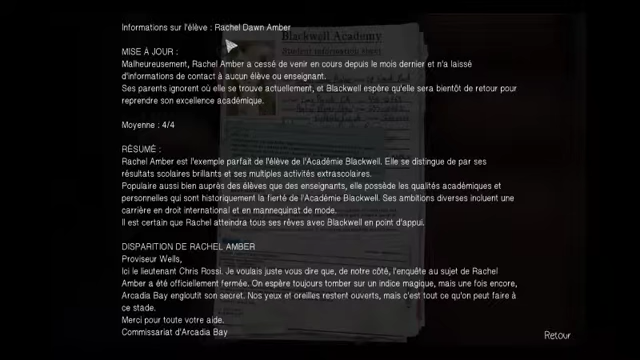 Informations sur l'élève : Rachel Dawn Amber
Blackwell Academy
MISE À JOUR :
Malheureusement, Rachel Amber a cessé de venir en cours depuis le mois dernier et n'a laissé
d'informations de contact à aucun élève ou enseignant.
Ses parents ignorent où elle se trouve actuellement, et Blackwell espère qu'elle sera bientôt de retour pour
reprendre son excellence académique.
Moyenne : 4/4
RÉSUMÉ :
Rachel Amber est l'exemple parfait de l'élève de l'Académie Blackwell. Elle se distingue de par ses
résultats scolaires brillants et ses multiples activités extrascolaires.
Populaire aussi bien auprès des élèves que des enseignants, elle possède les qualités académiques et
personnelles qui sont historiquement la fierté de l'Académie Blackwell. Ses ambitions diverses incluent une
carrière en droit international et en mannequinat de mode.
Il est certain que Rachel atteindra tous ses rêves avec Blackwell en point d'appui.
DISPARITION DE RACHEL AMBER
Proviseur Wells,
Ici le lieutenant Chris Rossi. Je voulais juste vous dire que, de notre côté, l'enquête au sujet de Rachel
Amber a été officiellement fermée. On espère toujours tomber sur un indice magique, mais une fois encore,
Arcadia Bay engloutit son secret. Nos yeux et oreilles restent ouverts, mais c'est tout ce qu'on peut faire à
ce stade.
Merci pour toute votre aide.
Commissariat d'Arcadia Bay
Retour